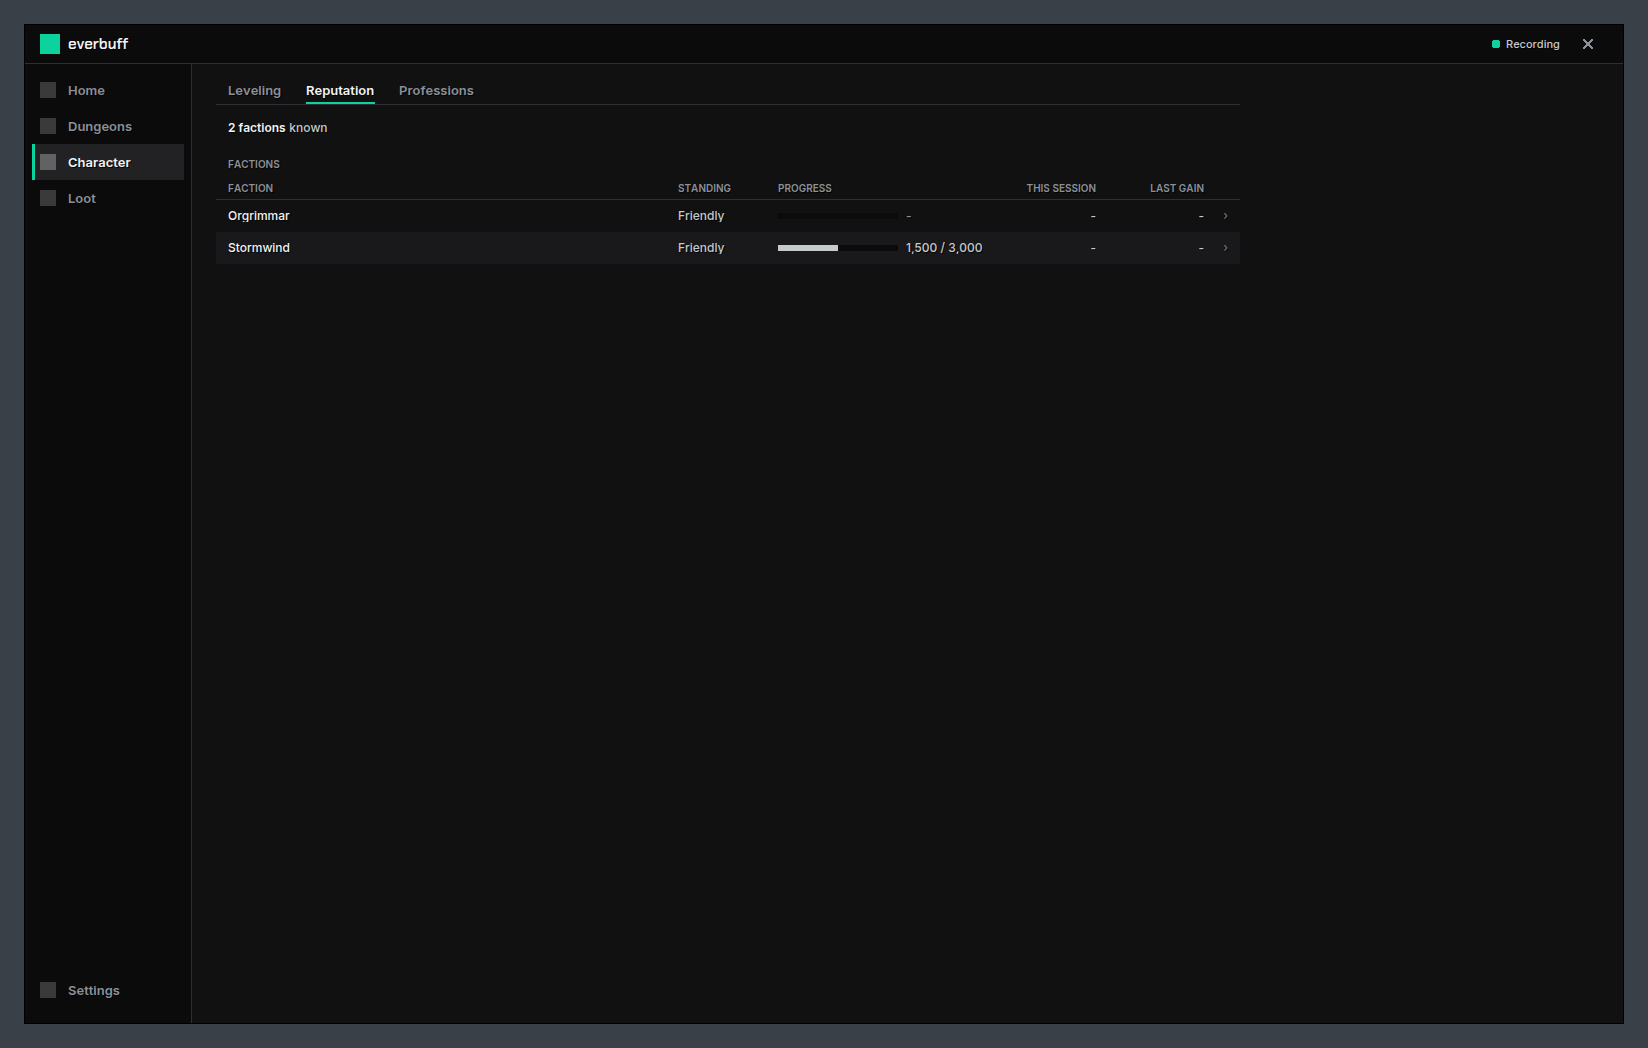 everbuff
Recording
Home
Dungeons
Character
Loot
Settings
Leveling Reputation Professions
2 factions known
FACTIONS
FACTION STANDING PROGRESS THIS SESSION LAST GAIN
Orgrimmar Friendly - - - ›
Stormwind Friendly 1,500 / 3,000 - - ›